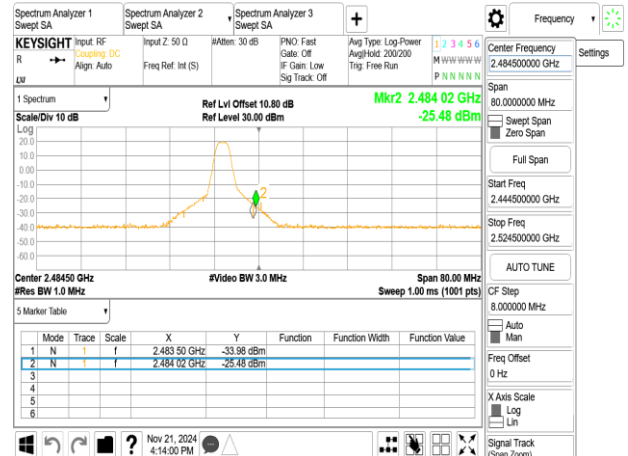 Spectrum Analyzer 1
Swept SA
Spectrum Analyzer 2
Swept SA
Spectrum Analyzer 3
Swept SA
+
Frequency
KEYSIGHT
R
Input: RF
Coupling: DC
Align: Auto
Input Z: 50 Ω
Freq Ref: Int (S)
#Atten: 30 dB
PNO: Fast
Gate: Off
IF Gain: Low
Sig Track: Off
Avg Type: Log-Power
Avg|Hold: 200/200
Trig: Free Run
1 2 3 4 5 6
M W W W W W
P N N N N N
1 Spectrum
Scale/Div 10 dB
Ref Lvl Offset 10.80 dB
Ref Level 30.00 dBm
Mkr2 2.484 02 GHz
-25.48 dBm
Log
20.0
10.0
0.00
-10.0
-20.0
-30.0
-40.0
-50.0
-60.0
2
Center 2.48450 GHz
#Res BW 1.0 MHz
#Video BW 3.0 MHz
Span 80.00 MHz
Sweep 1.00 ms (1001 pts)
5 Marker Table
Mode Trace Scale X Y Function Function Width Function Value
1 N 1 f 2.483 50 GHz -33.98 dBm
2 N 1 f 2.484 02 GHz -25.48 dBm
3
4
5
6
?
Nov 21, 2024
4:14:00 PM
Center Frequency
2.484500000 GHz
Settings
Span
80.0000000 MHz
Swept Span
Zero Span
Full Span
Start Freq
2.444500000 GHz
Stop Freq
2.524500000 GHz
AUTO TUNE
CF Step
8.000000 MHz
Auto
Man
Freq Offset
0 Hz
X Axis Scale
Log
Lin
Signal Track
(Span Zoom)